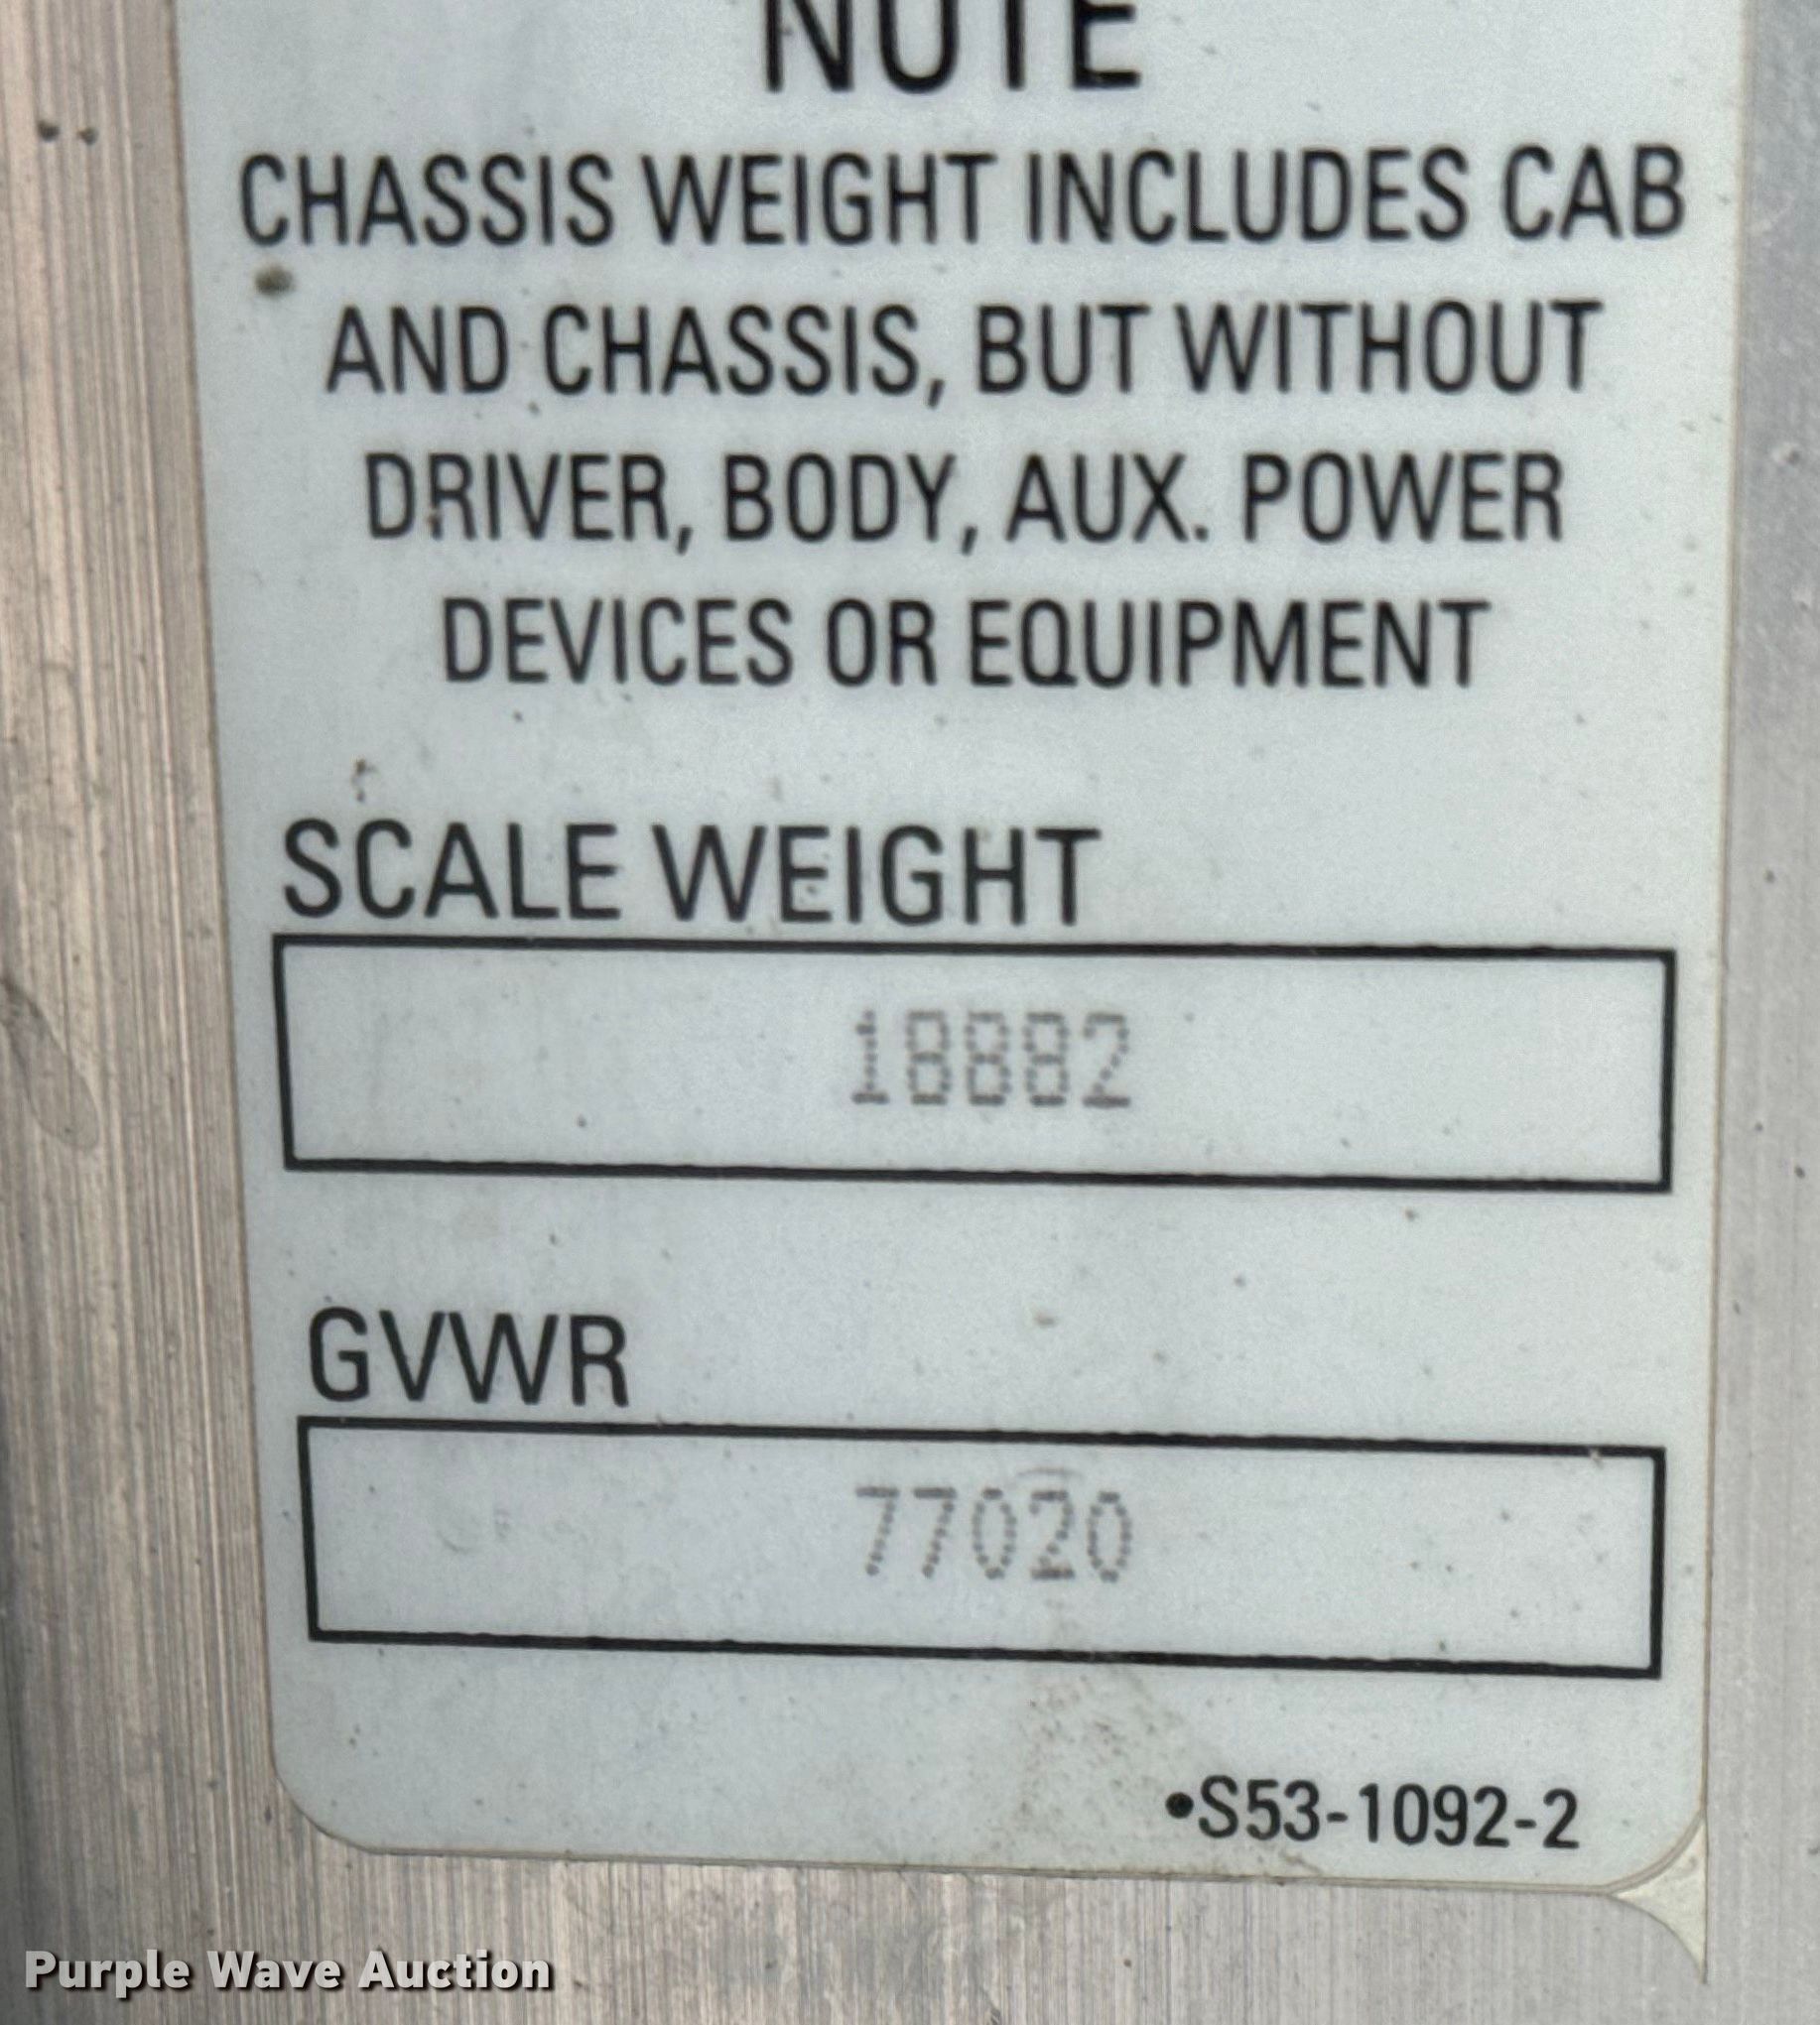 NOTE
CHASSIS WEIGHT INCLUDES CAB
AND CHASSIS, BUT WITHOUT
DRIVER, BODY, AUX. POWER
DEVICES OR EQUIPMENT
SCALE WEIGHT
18882
GVWR
77020
•S53-1092-2
Purple Wave Auction